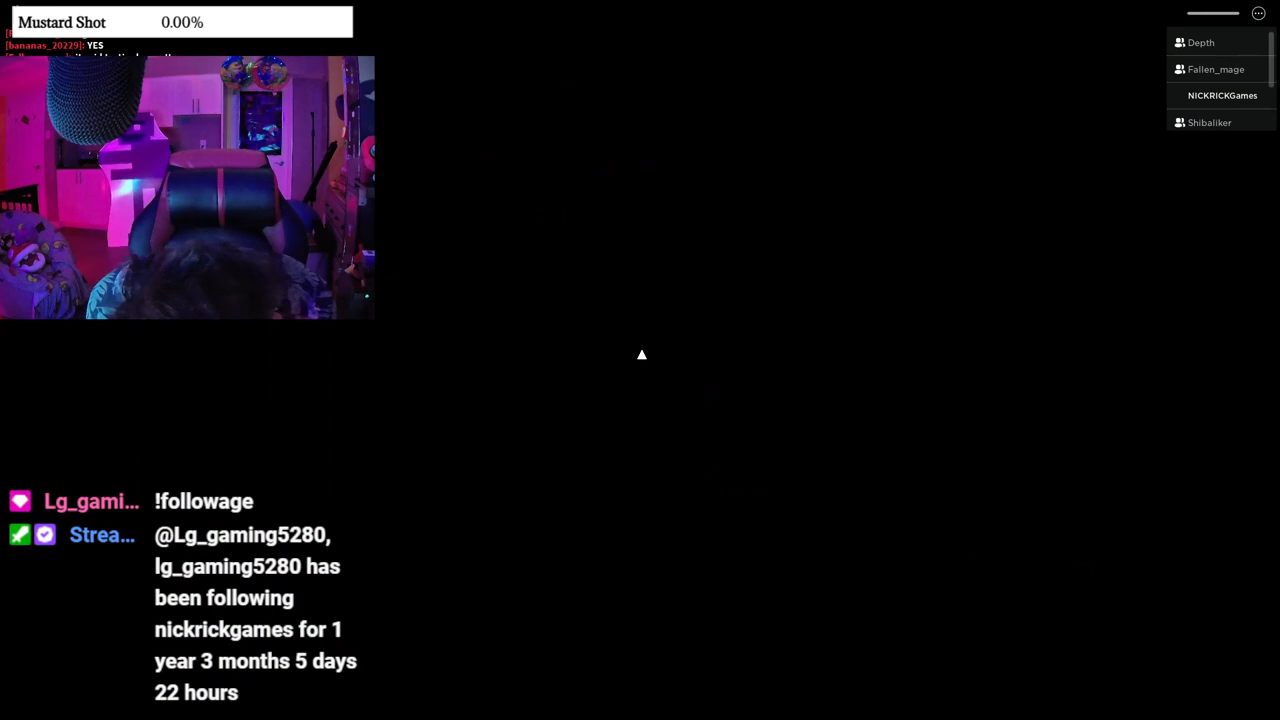 Mustard Shot 0.00%
[bananas_20229]: YES
Depth
Fallen_mage
NICKRICKGames
Shibaliker
Lg_gami... !followage
Strea... @Lg_gaming5280,
lg_gaming5280 has
been following
nickrickgames for 1
year 3 months 5 days
22 hours